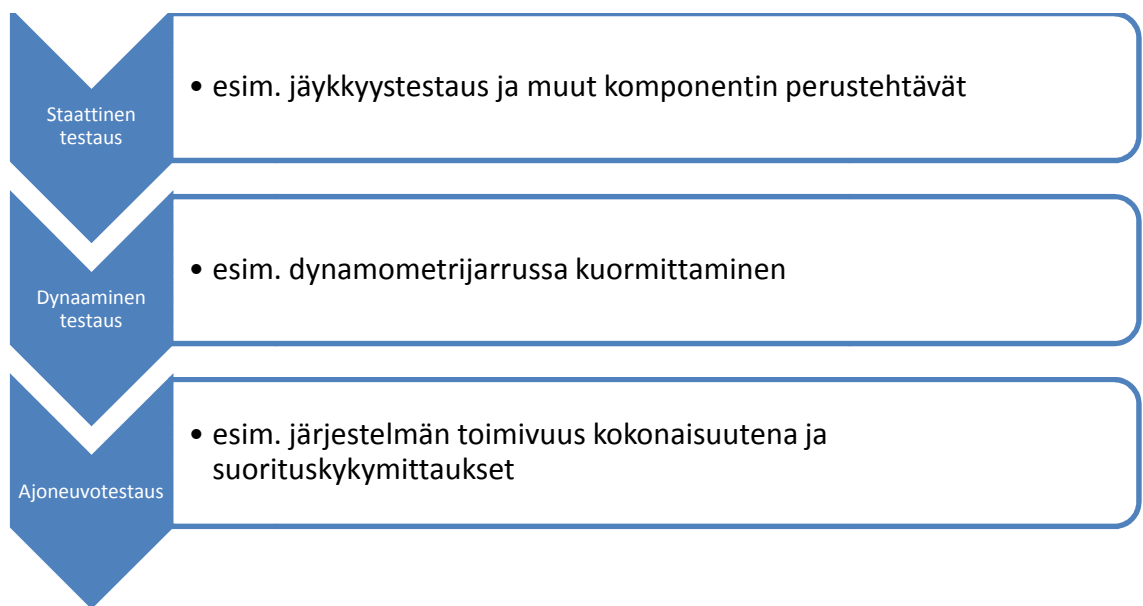 Staattinen
testaus
• esim. jäykkyystestaus ja muut komponentin perustehtävät
Dynaaminen
testaus
• esim. dynamometrijarrussa kuormittaminen
Ajoneuvotestaus
• esim. järjestelmän toimivuus kokonaisuutena ja
suorituskykymittaukset